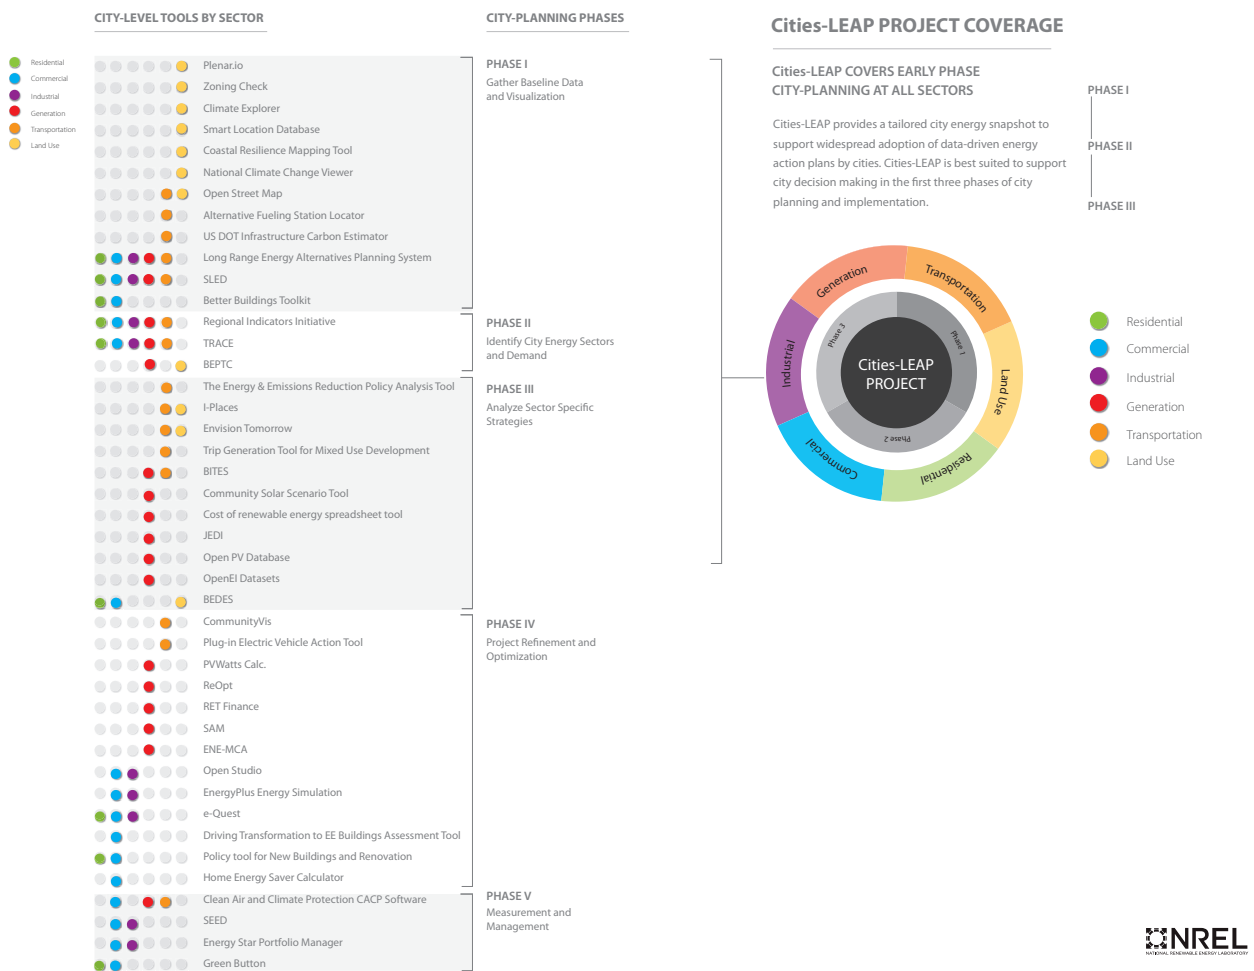 CITY-LEVEL TOOLS BY SECTOR
Residential
Commercial
Industrial
Generation
Transportation
Land Use
Plenar.io
Zoning Check
Climate Explorer
Smart Location Database
Coastal Resilience Mapping Tool
National Climate Change Viewer
Open Street Map
Alternative Fueling Station Locator
US DOT Infrastructure Carbon Estimator
Long Range Energy Alternatives Planning System
SLED
Better Buildings Toolkit
Regional Indicators Initiative
TRACE
BEPTC
The Energy & Emissions Reduction Policy Analysis Tool
I-Places
Envision Tomorrow
Trip Generation Tool for Mixed Use Development
BITES
Community Solar Scenario Tool
Cost of renewable energy spreadsheet tool
JEDI
Open PV Database
OpenEI Datasets
BEDES
CommunityVis
Plug-in Electric Vehicle Action Tool
PVWatts Calc.
ReOpt
RET Finance
SAM
ENE-MCA
Open Studio
EnergyPlus Energy Simulation
e-Quest
Driving Transformation to EE Buildings Assessment Tool
Policy tool for New Buildings and Renovation
Home Energy Saver Calculator
Clean Air and Climate Protection CACP Software
SEED
Energy Star Portfolio Manager
Green Button
CITY-PLANNING PHASES
PHASE I
Gather Baseline Data
and Visualization
PHASE II
Identify City Energy Sectors
and Demand
PHASE III
Analyze Sector Specific
Strategies
PHASE IV
Project Refinement and
Optimization
PHASE V
Measurement and
Management
Cities-LEAP PROJECT COVERAGE
Cities-LEAP COVERS EARLY PHASE
CITY-PLANNING AT ALL SECTORS
Cities-LEAP provides a tailored city energy snapshot to
support widespread adoption of data-driven energy
action plans by cities. Cities-LEAP is best suited to support
city decision making in the first three phases of city
planning and implementation.
PHASE I
PHASE II
PHASE III
Generation
Transportation
Land Use
Residential
Commercial
Industrial
Phase 1
Phase 2
Phase 3
Cities-LEAP
PROJECT
Residential
Commercial
Industrial
Generation
Transportation
Land Use
NREL
NATIONAL RENEWABLE ENERGY LABORATORY